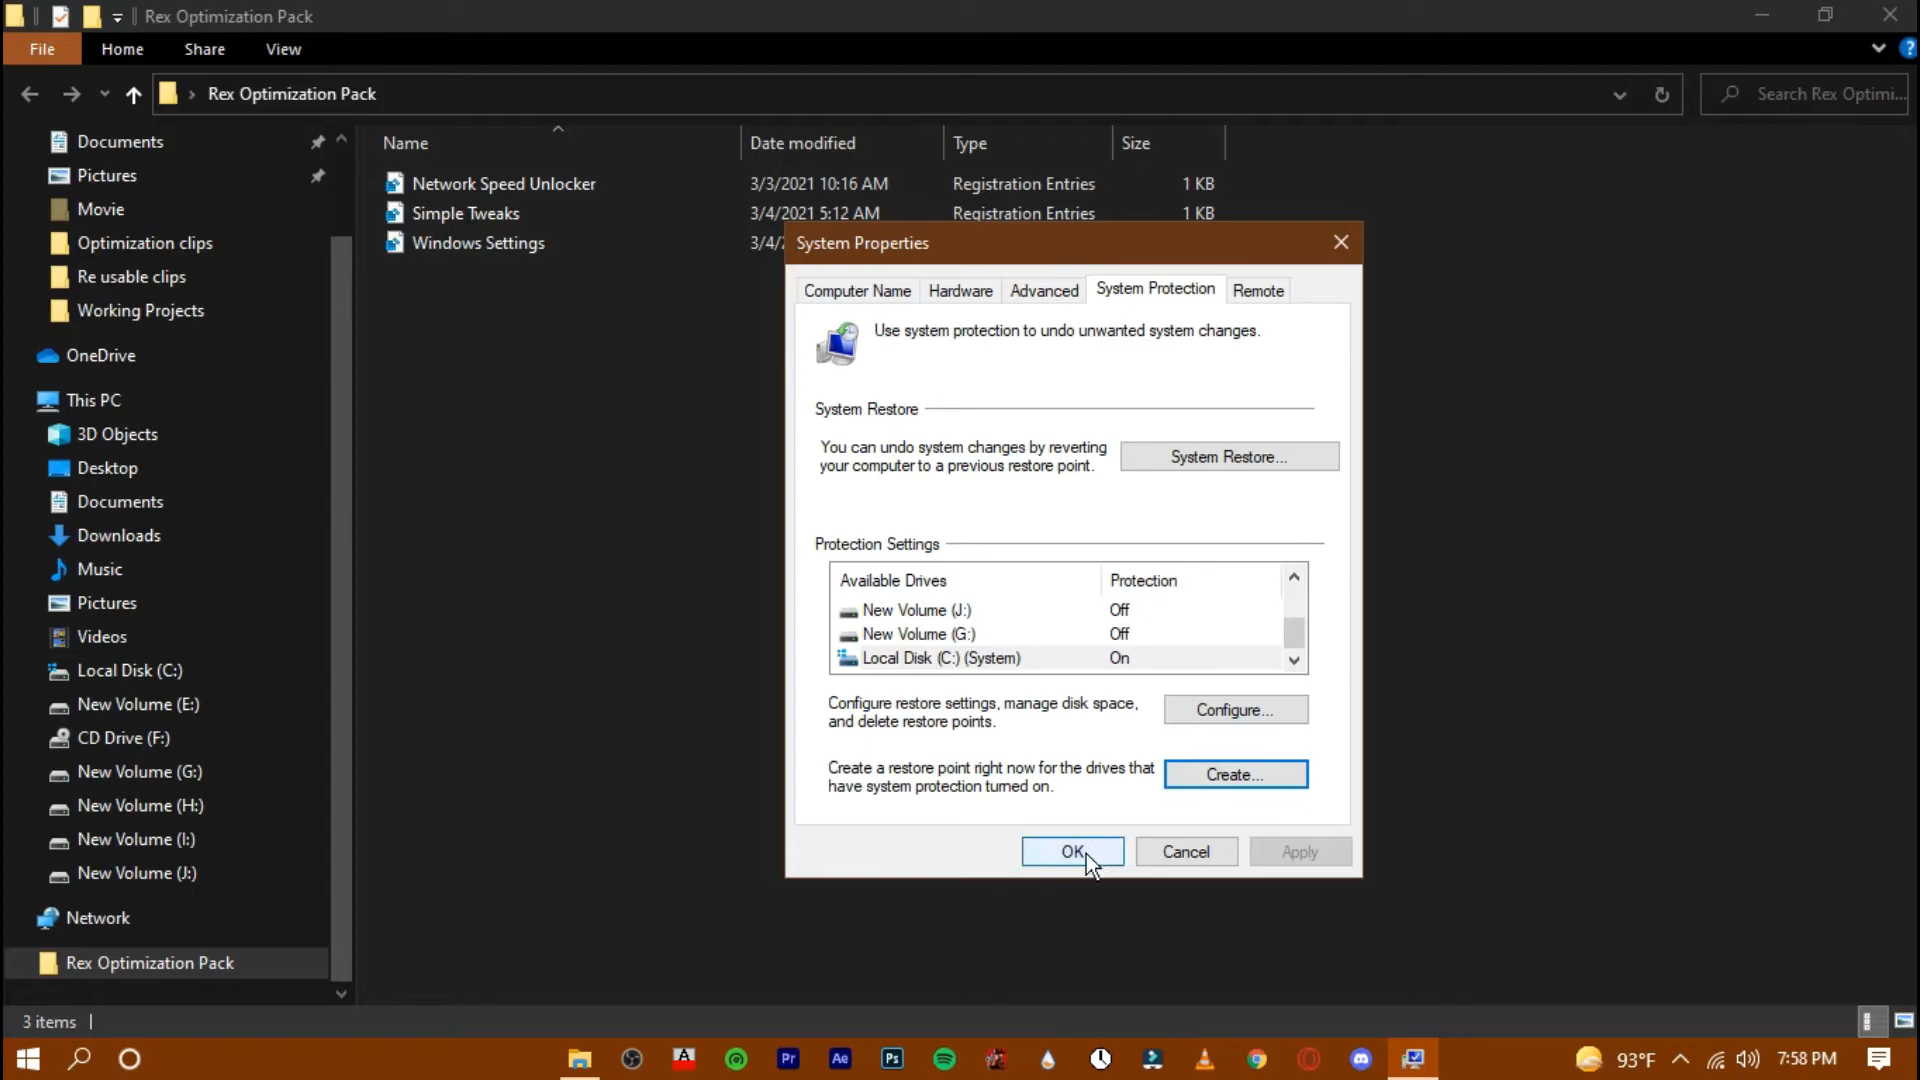 Rex Optimization Pack
File Home Share View
Rex Optimization Pack
Search Rex Optimi...
Name Date modified Type Size
Network Speed Unlocker 3/3/2021 10:16 AM Registration Entries 1 KB
Simple Tweaks 3/4/2021 5:12 AM Registration Entries 1 KB
Windows Settings 3/4/
Documents
Pictures
Movie
Optimization clips
Re usable clips
Working Projects
OneDrive
This PC
3D Objects
Desktop
Documents
Downloads
Music
Pictures
Videos
Local Disk (C:)
New Volume (E:)
CD Drive (F:)
New Volume (G:)
New Volume (H:)
New Volume (I:)
New Volume (J:)
Network
Rex Optimization Pack
3 items
System Properties
Computer Name Hardware Advanced System Protection Remote
Use system protection to undo unwanted system changes.
System Restore
You can undo system changes by reverting
your computer to a previous restore point.
System Restore...
Protection Settings
Available Drives Protection
New Volume (J:) Off
New Volume (G:) Off
Local Disk (C:) (System) On
Configure restore settings, manage disk space,
and delete restore points.
Configure...
Create a restore point right now for the drives that
have system protection turned on.
Create...
OK Cancel Apply
A Pr Ae Ps
93°F 7:58 PM